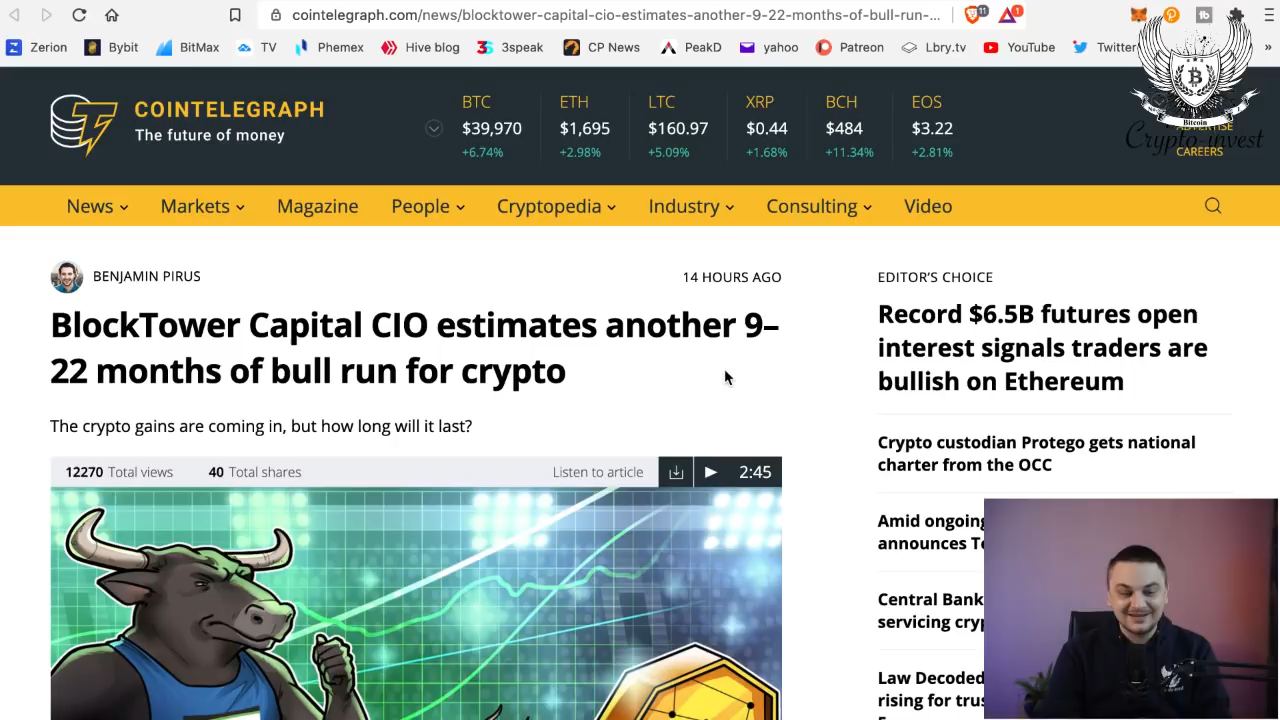 cointelegraph.com/news/blocktower-capital-cio-estimates-another-9-22-months-of-bull-run-...
11
1
Zerion Bybit BitMax TV Phemex Hive blog 3speak CP News PeakD yahoo Patreon Lbry.tv YouTube Twitter »
COINTELEGRAPH
The future of money
BTC ETH LTC XRP BCH EOS
$39,970 $1,695 $160.97 $0.44 $484 $3.22
+6.74% +2.98% +5.09% +1.68% +11.34% +2.81%
Bitcoin
Crypto-invest
ADVERTISE
CAREERS
News Markets Magazine People Cryptopedia Industry Consulting Video
BENJAMIN PIRUS
14 HOURS AGO
BlockTower Capital CIO estimates another 9–
22 months of bull run for crypto
The crypto gains are coming in, but how long will it last?
12270 Total views 40 Total shares Listen to article 2:45
EDITOR'S CHOICE
Record $6.5B futures open
interest signals traders are
bullish on Ethereum
Crypto custodian Protego gets national
charter from the OCC
Amid ongoing
announces
Central Bank
servicing
Law Decoded
rising for